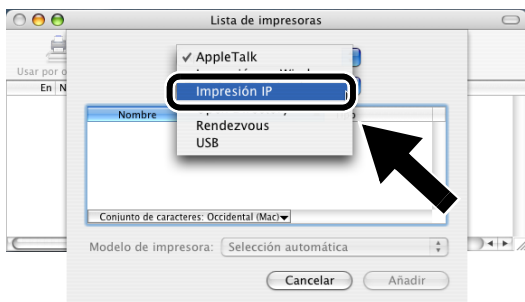 Lista de impresoras
AppleTalk
Usar por
En
Impresión IP
Nombre
Rendezvous
USB
Conjunto de caracteres: Occidental (Mac)
Modelo de impresora: Selección automática
Cancelar Añadir